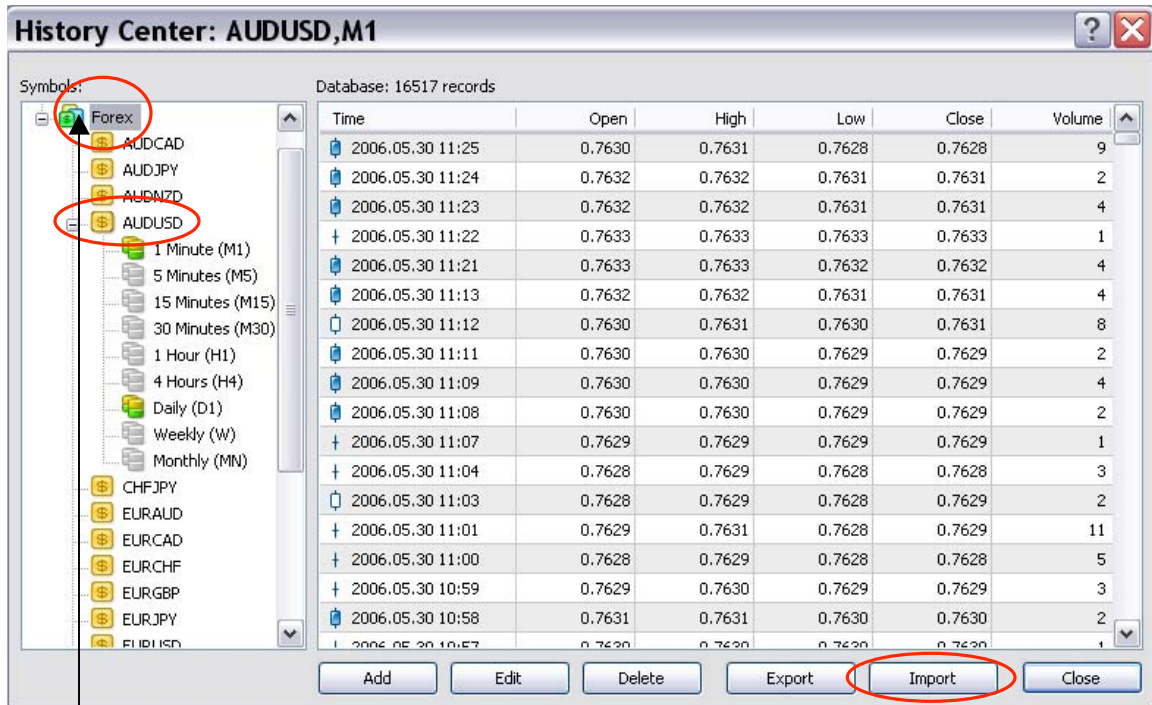 History Center: AUDUSD,M1
Symbols:
Forex
AUDCAD
AUDJPY
AUDNZD
AUDUSD
1 Minute (M1)
5 Minutes (M5)
15 Minutes (M15)
30 Minutes (M30)
1 Hour (H1)
4 Hours (H4)
Daily (D1)
Weekly (W)
Monthly (MN)
CHFJPY
EURAUD
EURCAD
EURCHF
EURGBP
EURJPY
EURUSD
Database: 16517 records
Time Open High Low Close Volume
2006.05.30 11:25 0.7630 0.7631 0.7628 0.7628 9
2006.05.30 11:24 0.7632 0.7632 0.7631 0.7631 2
2006.05.30 11:23 0.7632 0.7632 0.7631 0.7631 4
2006.05.30 11:22 0.7633 0.7633 0.7633 0.7633 1
2006.05.30 11:21 0.7633 0.7633 0.7632 0.7632 4
2006.05.30 11:13 0.7632 0.7632 0.7631 0.7631 4
2006.05.30 11:12 0.7630 0.7631 0.7630 0.7631 8
2006.05.30 11:11 0.7630 0.7630 0.7629 0.7629 2
2006.05.30 11:09 0.7630 0.7630 0.7629 0.7629 4
2006.05.30 11:08 0.7630 0.7630 0.7629 0.7629 2
2006.05.30 11:07 0.7629 0.7629 0.7629 0.7629 1
2006.05.30 11:04 0.7628 0.7629 0.7628 0.7628 3
2006.05.30 11:03 0.7628 0.7629 0.7628 0.7629 2
2006.05.30 11:01 0.7629 0.7631 0.7628 0.7629 11
2006.05.30 11:00 0.7628 0.7629 0.7628 0.7628 5
2006.05.30 10:59 0.7629 0.7630 0.7629 0.7629 3
2006.05.30 10:58 0.7631 0.7631 0.7630 0.7630 2
2006.05.30 10:57
Add Edit Delete Export Import Close